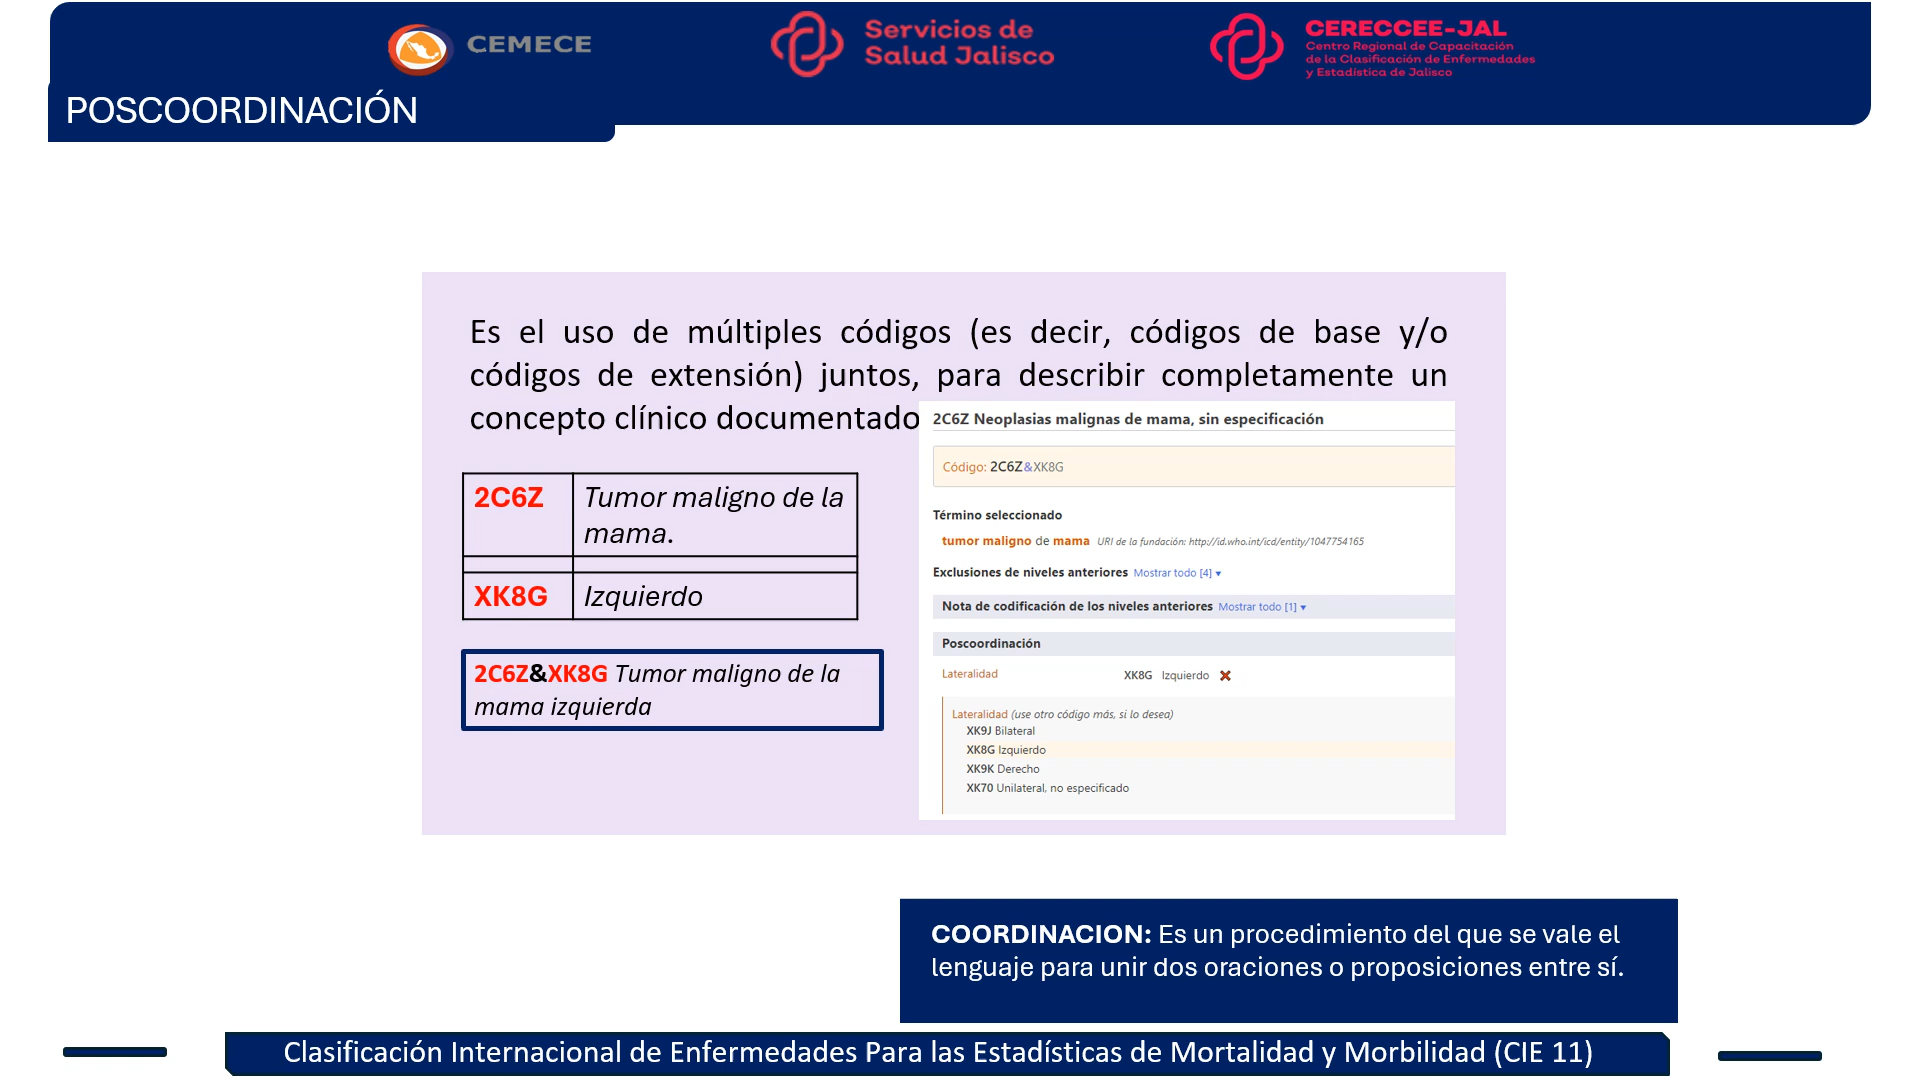 CEMECE
Servicios de
Salud Jalisco
CERECCEE-JAL
Centro Regional de Capacitación
de la Clasificación de Enfermedades
y Estadística de Jalisco
POSCOORDINACIÓN
Es el uso de múltiples códigos (es decir, códigos de base y/o
códigos de extensión) juntos, para describir completamente un
concepto clínico documentado
2C6Z Tumor maligno de la
mama.
XK8G Izquierdo
2C6Z&XK8G Tumor maligno de la
mama izquierda
2C6Z Neoplasias malignas de mama, sin especificación
Código: 2C6Z&XK8G
Término seleccionado
tumor maligno de mama URI de la fundación: http://id.who.int/icd/entity/1047754165
Exclusiones de niveles anteriores Mostrar todo [4] ▾
Nota de codificación de los niveles anteriores Mostrar todo [1] ▾
Poscoordinación
Lateralidad XK8G Izquierdo
Lateralidad (use otro código más, si lo desea)
XK9J Bilateral
XK8G Izquierdo
XK9K Derecho
XK70 Unilateral, no especificado
COORDINACION: Es un procedimiento del que se vale el
lenguaje para unir dos oraciones o proposiciones entre sí.
Clasificación Internacional de Enfermedades Para las Estadísticas de Mortalidad y Morbilidad (CIE 11)